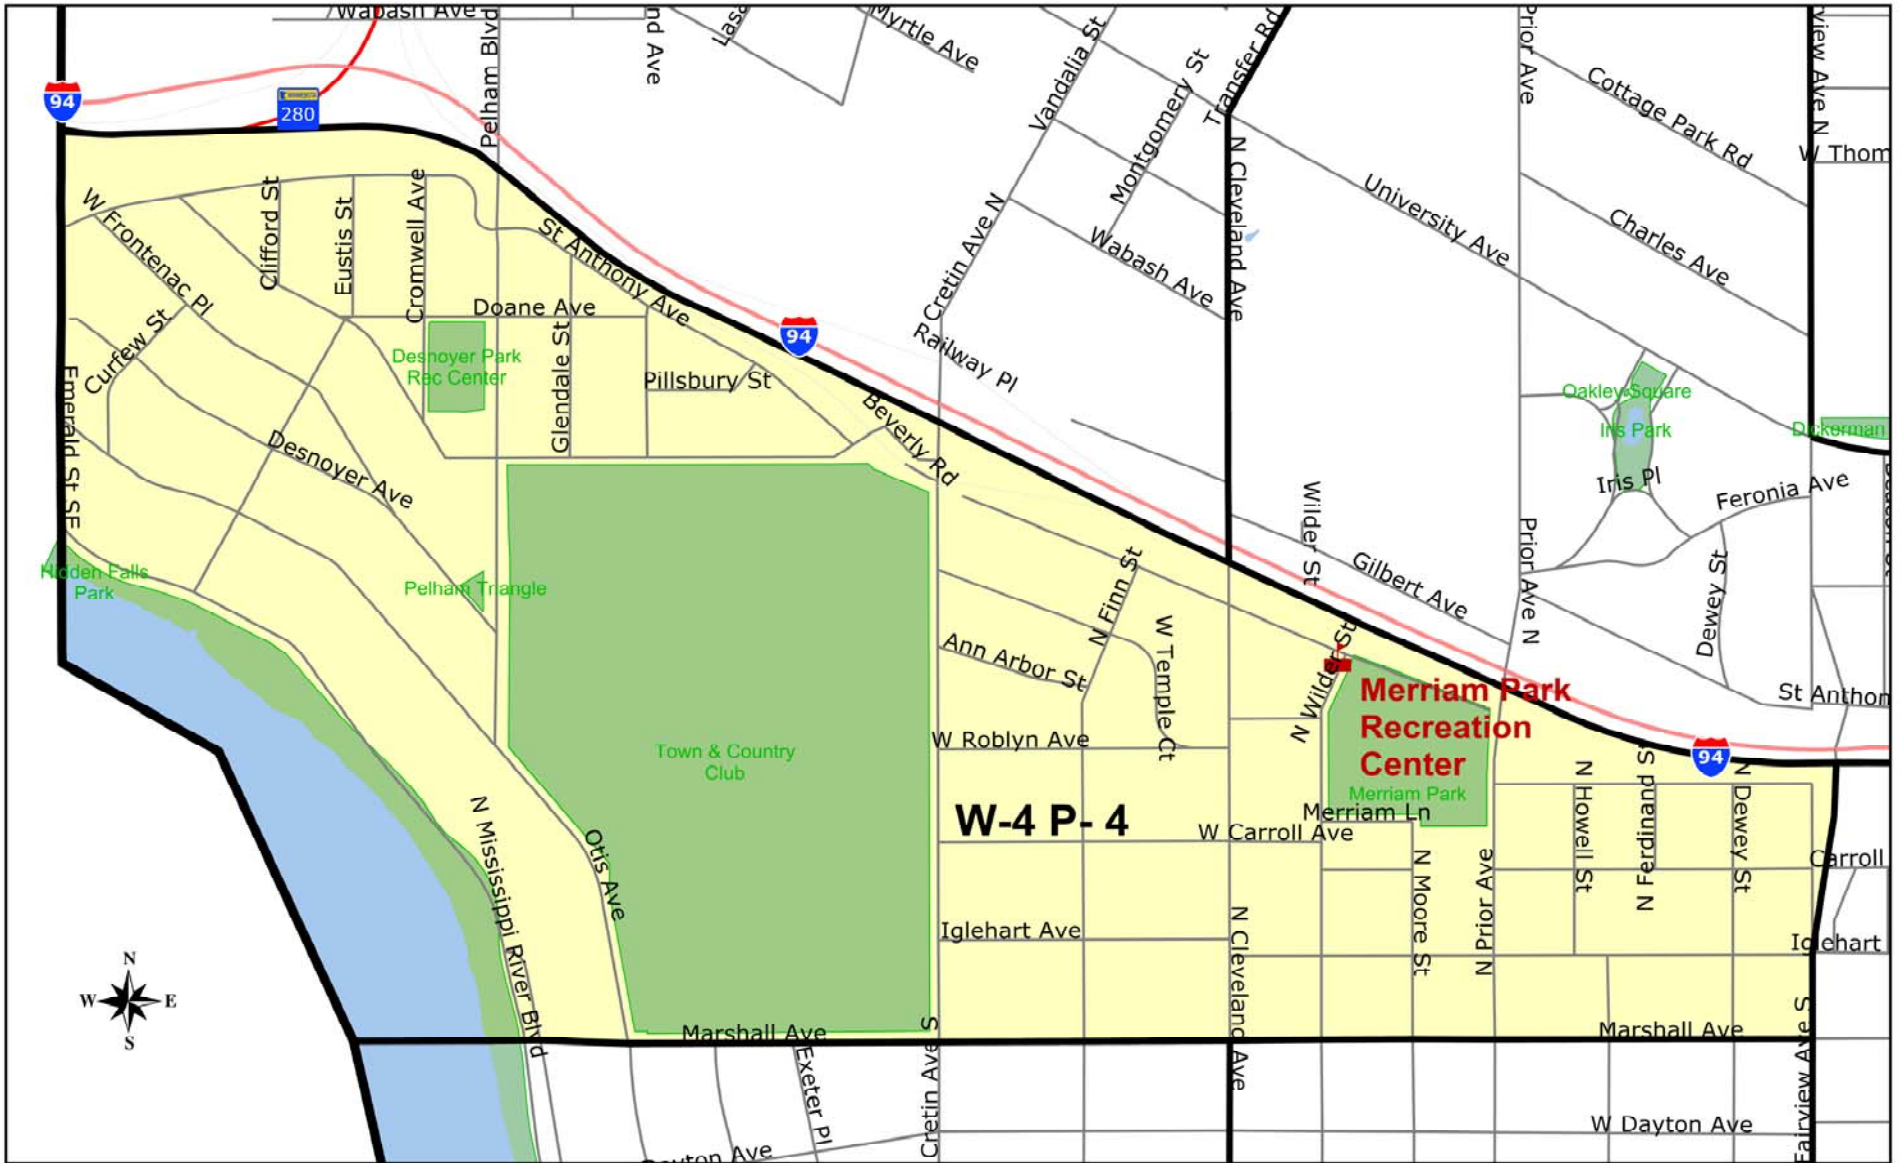 Wabash Ave
Pelham Blvd
nd Ave
Myrtle Ave
Vandalia St
Montgomery St
Transfer Rd
Prior Ave
Cottage Park Rd
view Ave N
W Thom
94
MINNESOTA
280
University Ave
Charles Ave
N Cleveland Ave
Wabash Ave
Cretin Ave N
Railway Pl
W Frontenac Pl
Clifford St
Eustis St
Cromwell Ave
St Anthony Ave
Doane Ave
Curfew St
Desnoyer Park
Rec Center
Glendale St
Pillsbury St
94
Beverly Rd
Oakley Square
Iris Park
Dickerman
Iris Pl
Feronia Ave
Emerald St SE
Desnoyer Ave
Wilder St
Gilbert Ave
Prior Ave N
Dewey St
Hidden Falls
Park
Pelham Triangle
N Finn St
W Temple Ct
Ann Arbor St
N Wilder St
Merriam Park
Recreation
Center
Merriam Park
St Anthon
94
Town & Country
Club
W Roblyn Ave
W-4 P- 4
Merriam Ln
W Carroll Ave
N Howell St
N Ferdinand St
N Dewey St
Carroll
N Mississippi River Blvd
Otis Ave
N Moore St
N Prior Ave
Iglehart Ave
N Cleveland Ave
Iglehart
N
W
E
S
Marshall Ave
Marshall Ave
Exeter Pl
Cretin Ave S
Fairview Ave S
W Dayton Ave
Dayton Ave